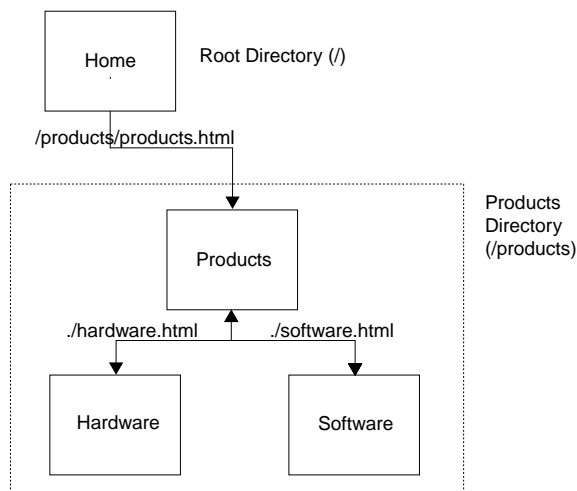 Home
Root Directory (/)
/products/products.html
Products
Directory
(/products)
Products
./hardware.html
./software.html
Hardware
Software